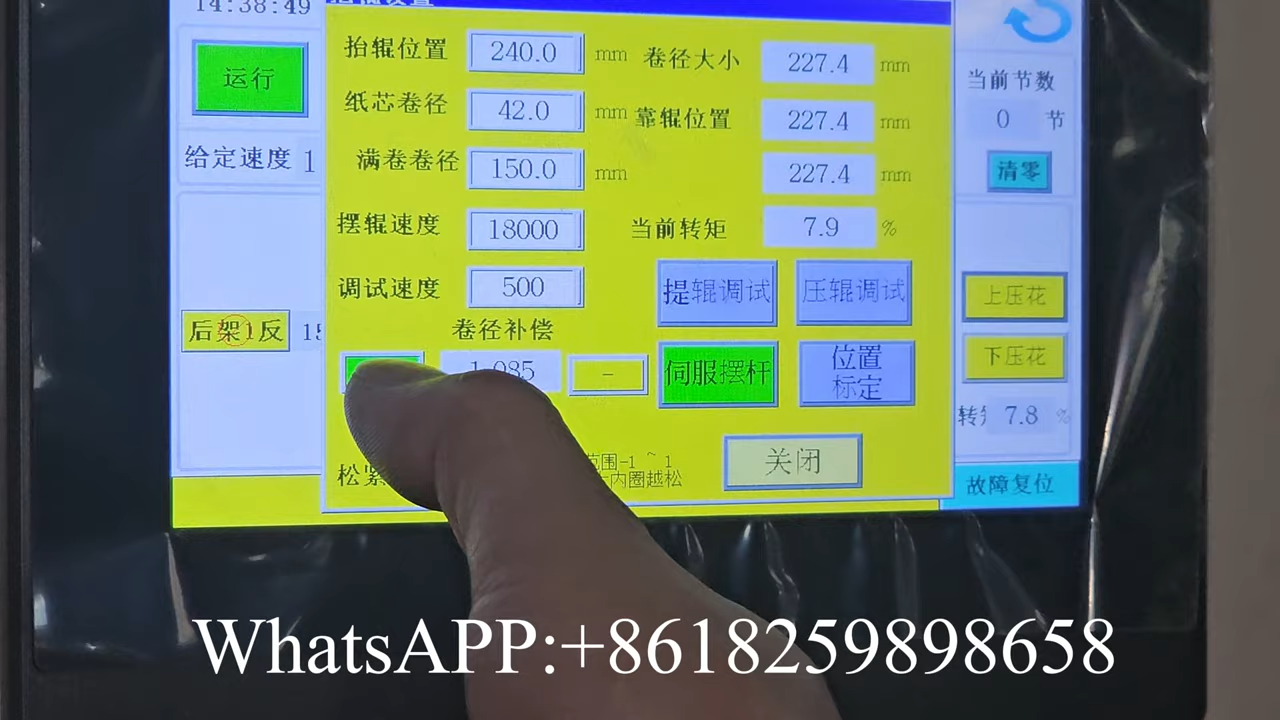 14:38:49
运行
给定速度 1
后架1反 15
抬辊位置 240.0 mm
纸芯卷径 42.0 mm
满卷卷径 150.0 mm
摆辊速度 18000
调试速度 500
卷径补偿
1.085 -
松紧
范围-1 ~ 1
内圈越松
卷径大小 227.4 mm
靠辊位置 227.4 mm
227.4 mm
当前转矩 7.9 %
提辊调试 压辊调试
伺服摆杆 位置标定
关闭
当前节数
0 节
清零
上压花
下压花
7.8 %
故障复位
WhatsAPP:+8618259898658